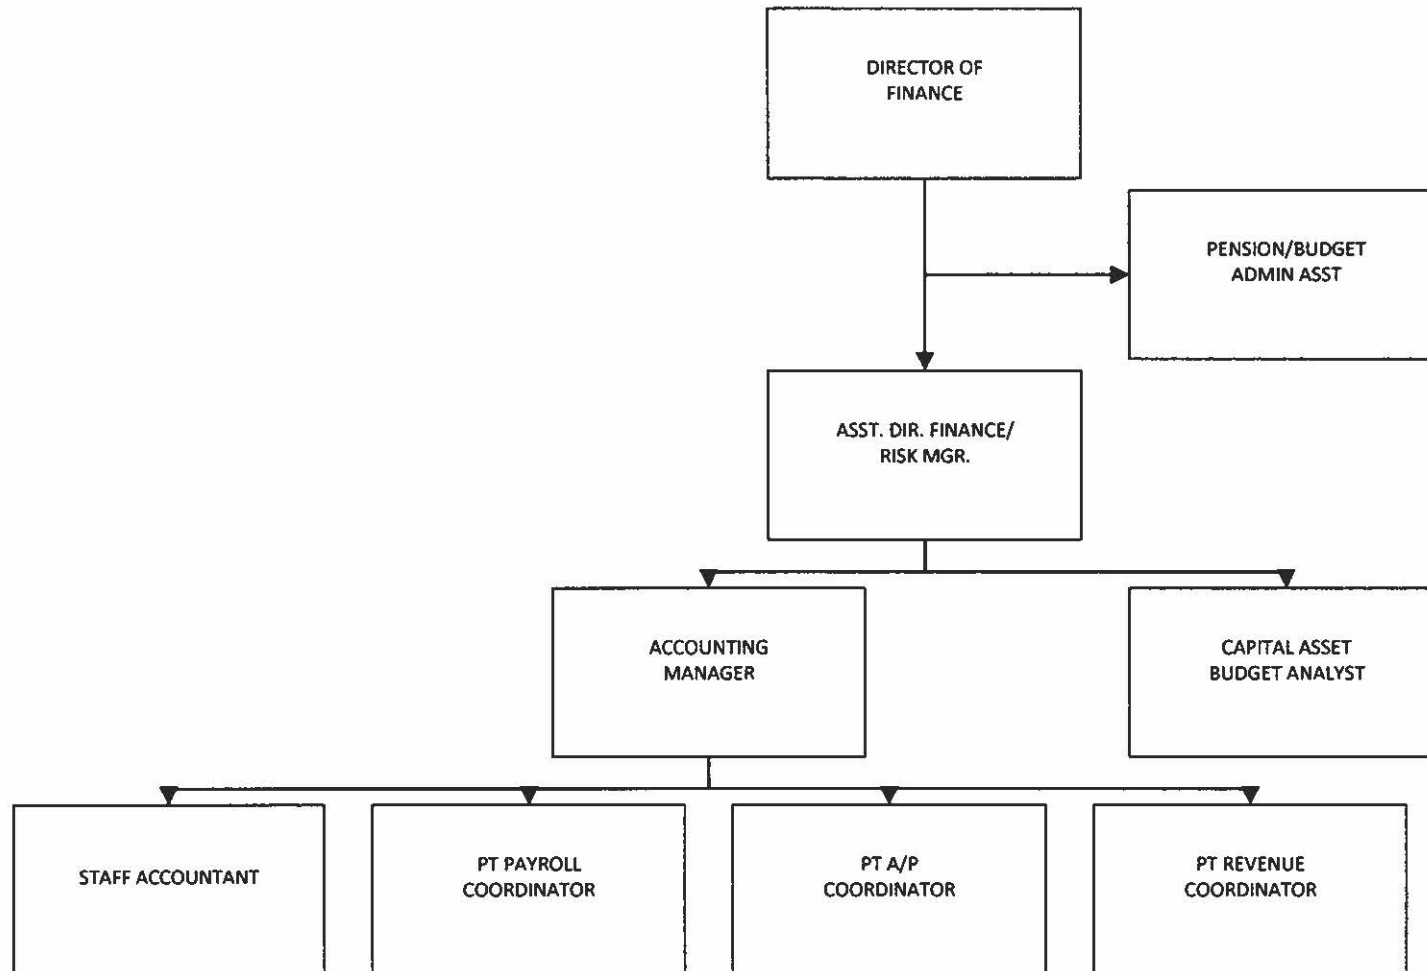 DIRECTOR OF
FINANCE
PENSION/BUDGET
ADMIN ASST
ASST. DIR. FINANCE/
RISK MGR.
ACCOUNTING
MANAGER
CAPITAL ASSET
BUDGET ANALYST
STAFF ACCOUNTANT
PT PAYROLL
COORDINATOR
PT A/P
COORDINATOR
PT REVENUE
COORDINATOR